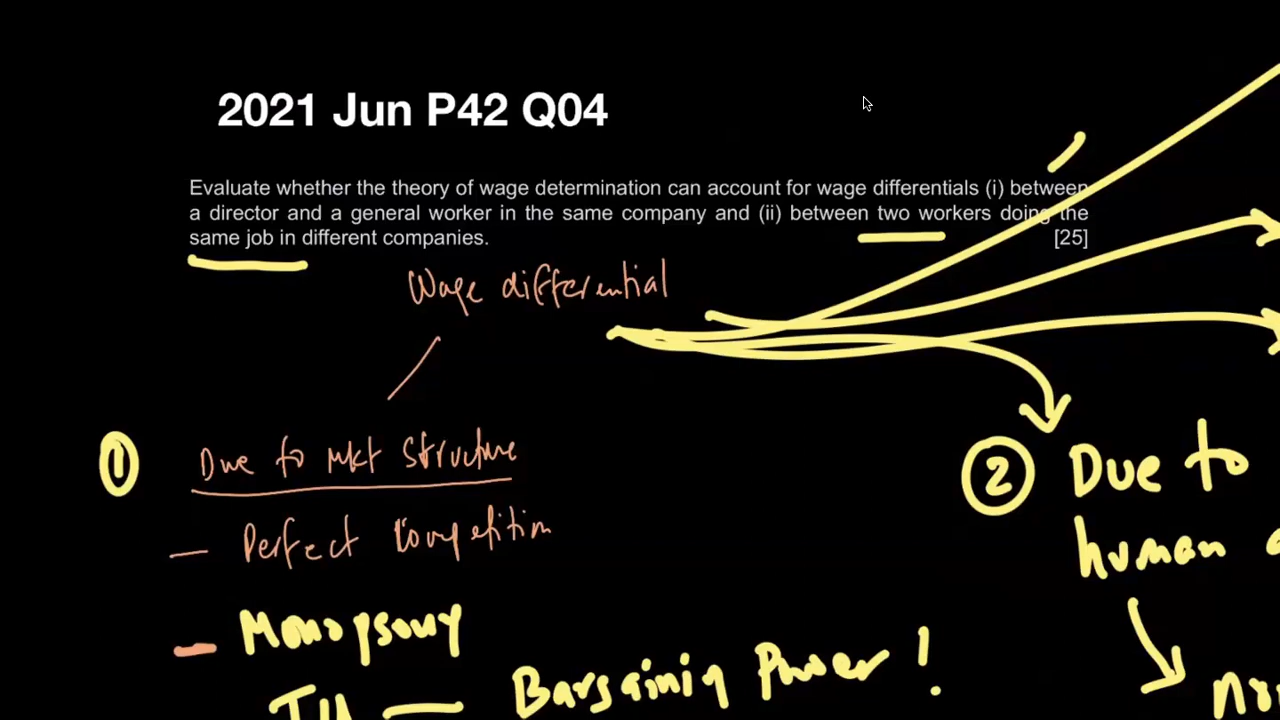 2021 Jun P42 Q04
Evaluate whether the theory of wage determination can account for wage differentials (i) between
a director and a general worker in the same company and (ii) between two workers doing the
same job in different companies. [25]
Wage differential
① Due to mkt structure
— Perfect Competition
— Monopsony
TU — Bargaining Power!
② Due to
human